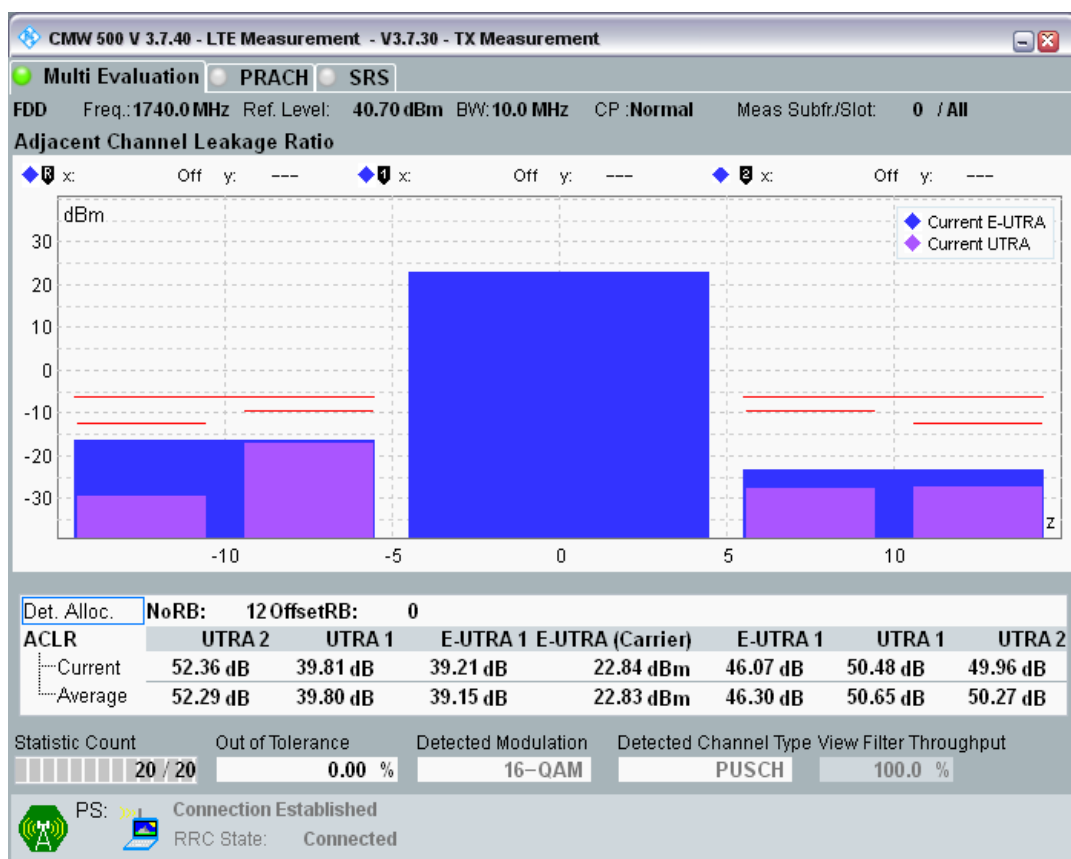 CMW 500 V 3.7.40 - LTE Measurement - V3.7.30 - TX Measurement
Multi Evaluation PRACH SRS
FDD Freq.: 1740.0 MHz Ref. Level: 40.70 dBm BW: 10.0 MHz CP :Normal Meas Subfr./Slot: 0 / All
Adjacent Channel Leakage Ratio
R x: Off y: --- 1 x: Off y: --- 2 x: Off y: ---
dBm
Current E-UTRA
Current UTRA
30
20
10
0
-10
-20
-30
z
-10 -5 0 5 10
Det. Alloc. NoRB: 12 OffsetRB: 0
ACLR UTRA 2 UTRA 1 E-UTRA 1 E-UTRA (Carrier) E-UTRA 1 UTRA 1 UTRA 2
Current 52.36 dB 39.81 dB 39.21 dB 22.84 dBm 46.07 dB 50.48 dB 49.96 dB
Average 52.29 dB 39.80 dB 39.15 dB 22.83 dBm 46.30 dB 50.65 dB 50.27 dB
Statistic Count Out of Tolerance Detected Modulation Detected Channel Type View Filter Throughput
20 / 20 0.00 % 16-QAM PUSCH 100.0 %
PS: Connection Established
RRC State: Connected